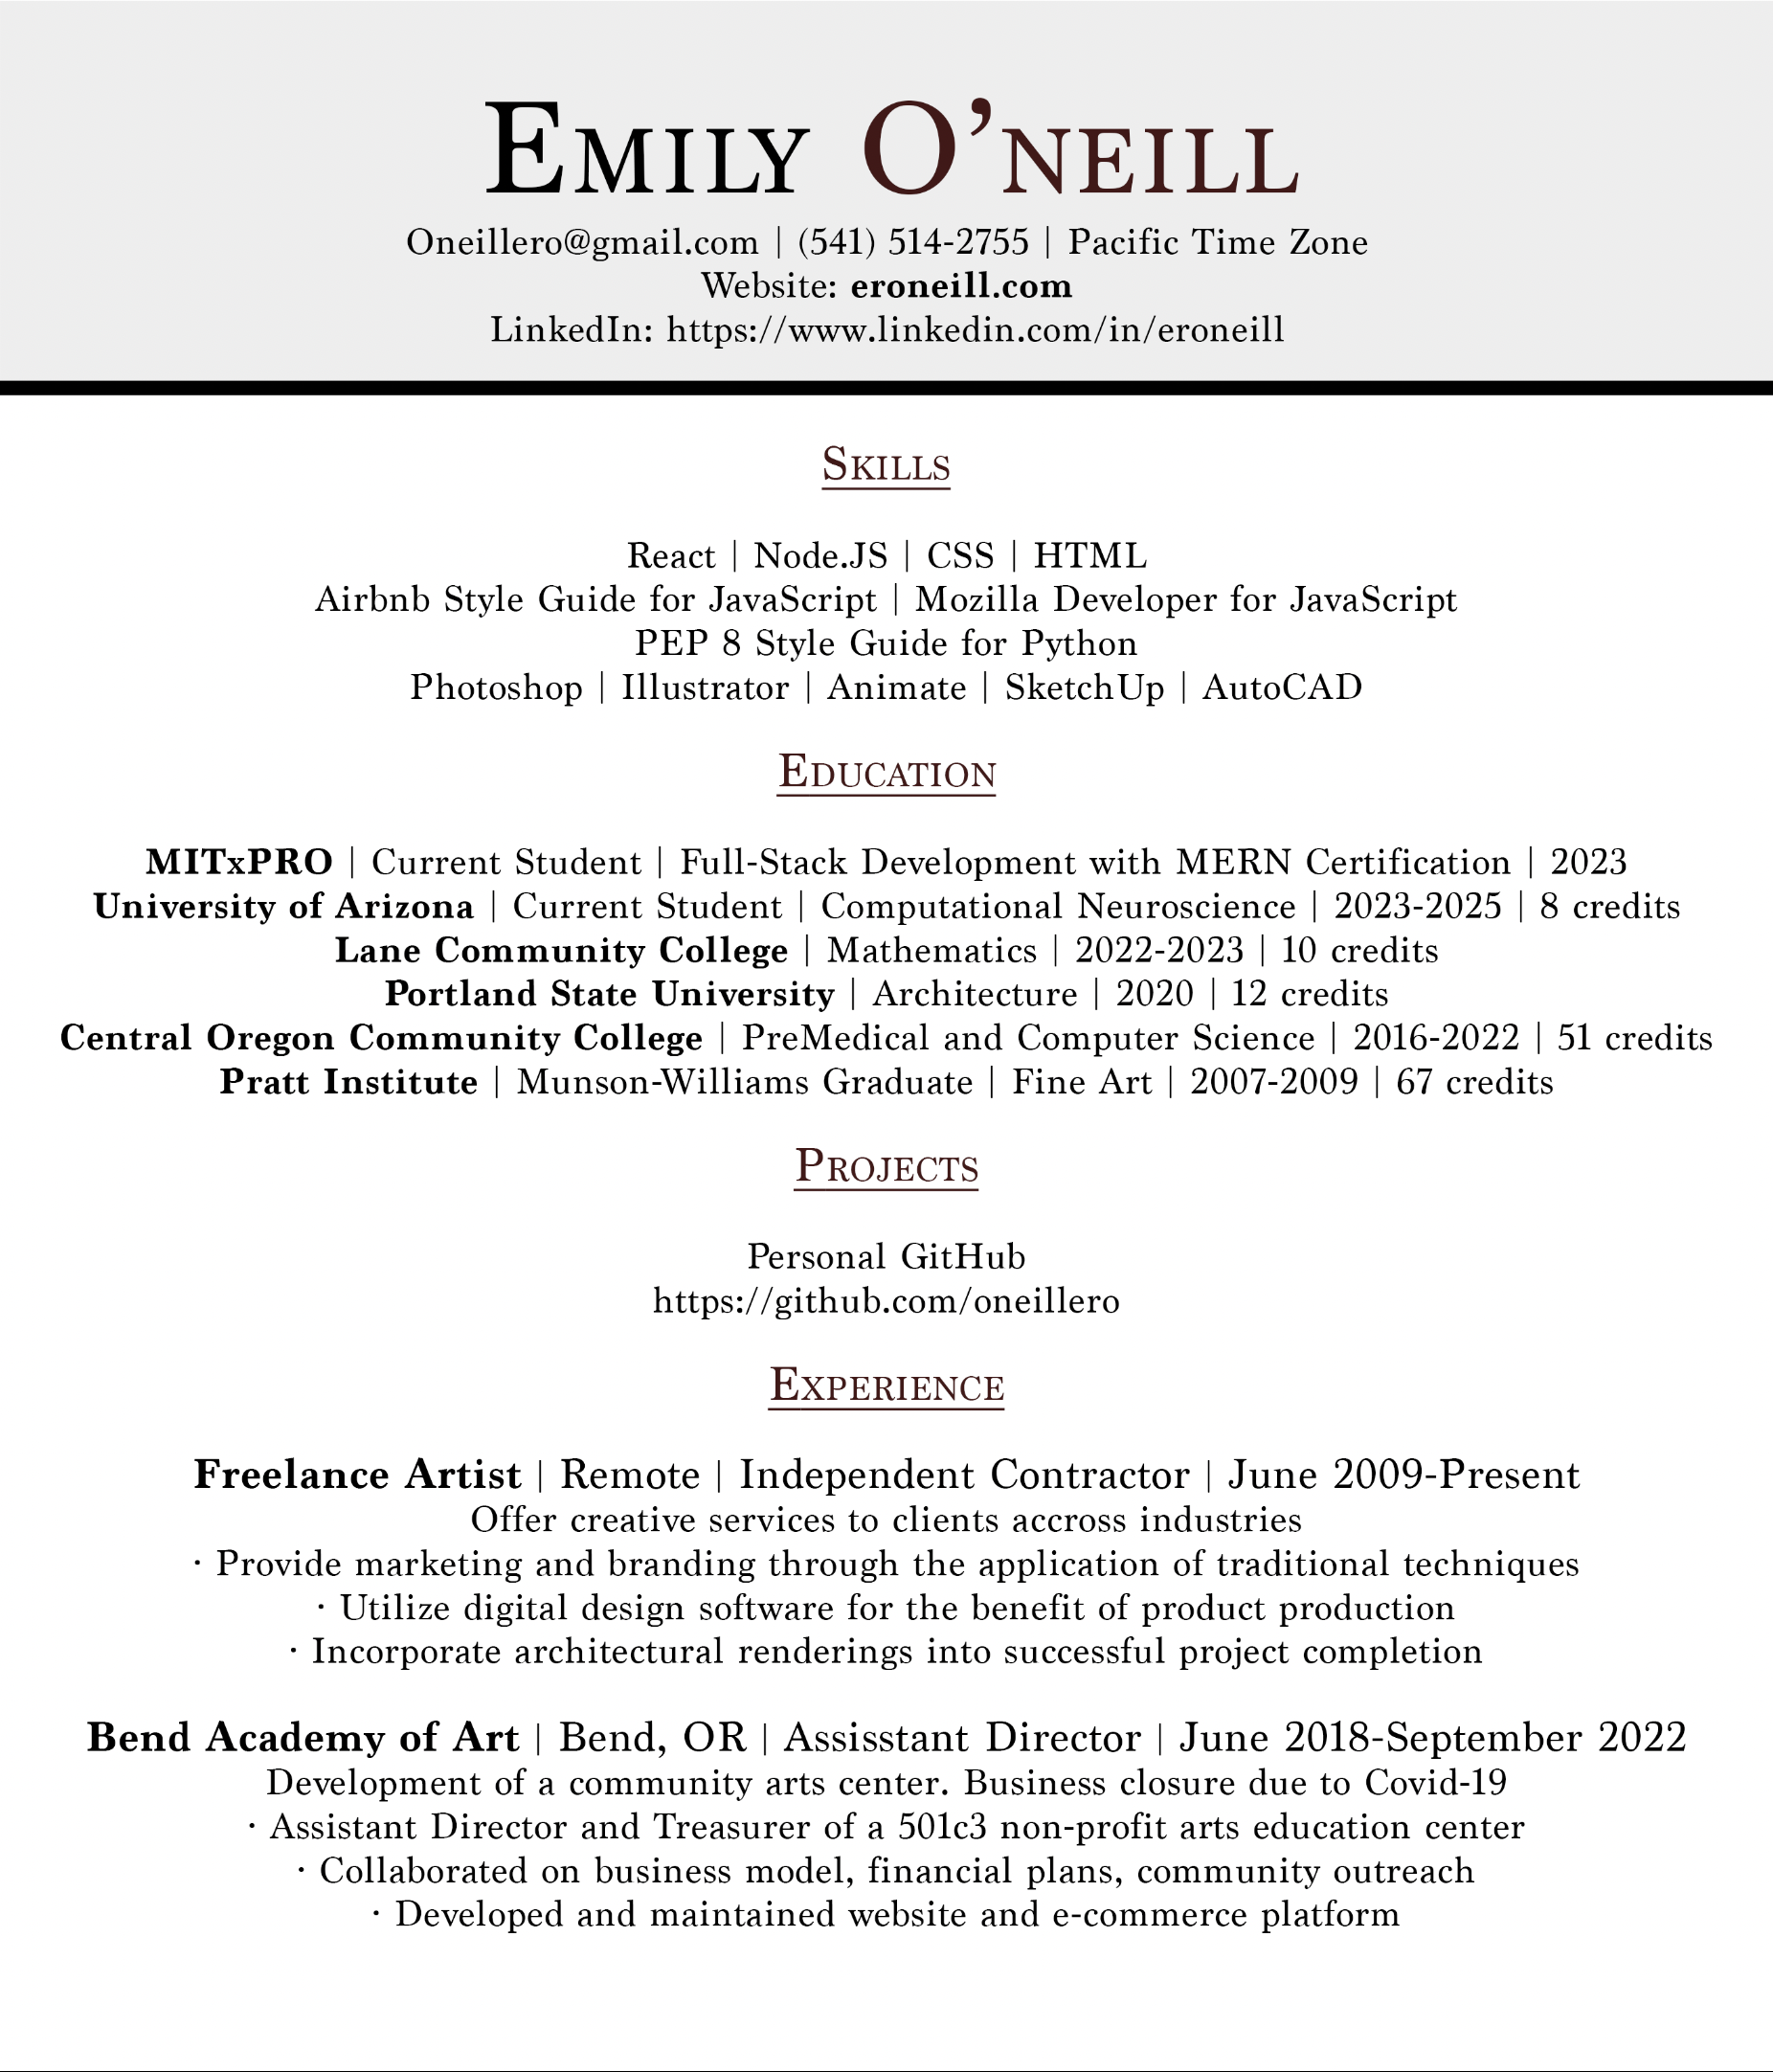 Emily O'neill
Oneillero@gmail.com | (541) 514-2755 | Pacific Time Zone
Website: eroneill.com
LinkedIn: https://www.linkedin.com/in/eroneill
Skills
React | Node.JS | CSS | HTML
Airbnb Style Guide for JavaScript | Mozilla Developer for JavaScript
PEP 8 Style Guide for Python
Photoshop | Illustrator | Animate | SketchUp | AutoCAD
Education
MITxPRO | Current Student | Full-Stack Development with MERN Certification | 2023
University of Arizona | Current Student | Computational Neuroscience | 2023-2025 | 8 credits
Lane Community College | Mathematics | 2022-2023 | 10 credits
Portland State University | Architecture | 2020 | 12 credits
Central Oregon Community College | PreMedical and Computer Science | 2016-2022 | 51 credits
Pratt Institute | Munson-Williams Graduate | Fine Art | 2007-2009 | 67 credits
Projects
Personal GitHub
https://github.com/oneillero
Experience
Freelance Artist | Remote | Independent Contractor | June 2009-Present
Offer creative services to clients accross industries
· Provide marketing and branding through the application of traditional techniques
· Utilize digital design software for the benefit of product production
· Incorporate architectural renderings into successful project completion
Bend Academy of Art | Bend, OR | Assisstant Director | June 2018-September 2022
Development of a community arts center. Business closure due to Covid-19
· Assistant Director and Treasurer of a 501c3 non-profit arts education center
· Collaborated on business model, financial plans, community outreach
· Developed and maintained website and e-commerce platform